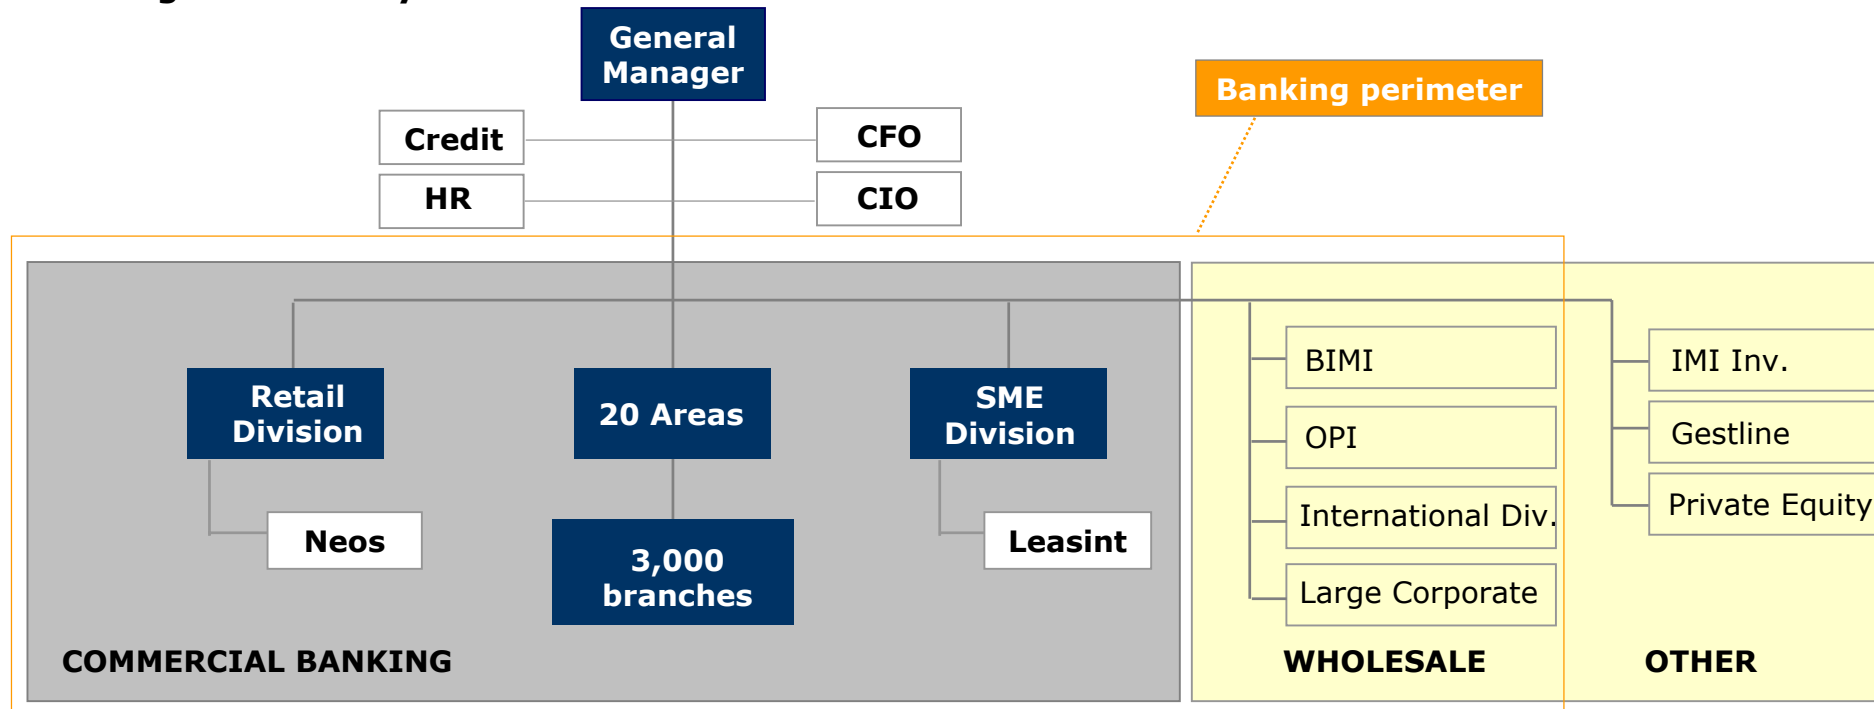 General
Manager
Banking perimeter
Credit
CFO
HR
CIO
Retail
Division
20 Areas
SME
Division
Neos
3,000
branches
Leasint
COMMERCIAL BANKING
BIMI
OPI
International Div.
Large Corporate
WHOLESALE
IMI Inv.
Gestline
Private Equity
OTHER